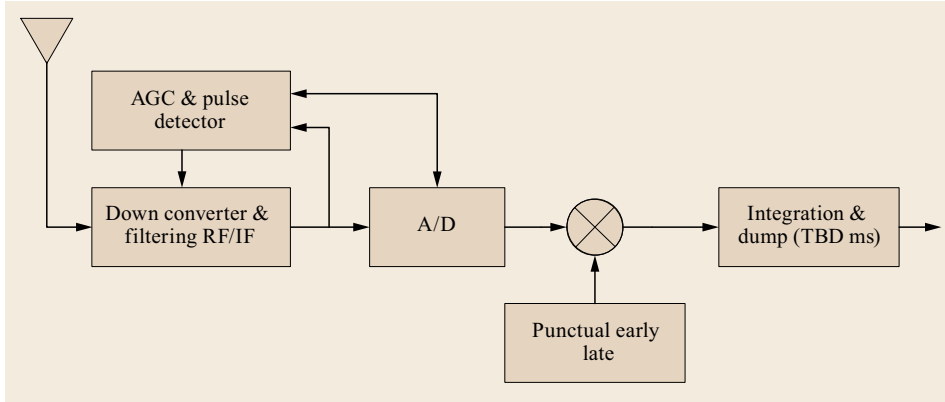 AGC & pulse
detector
Down converter &
filtering RF/IF
A/D
Integration &
dump (TBD ms)
Punctual early
late